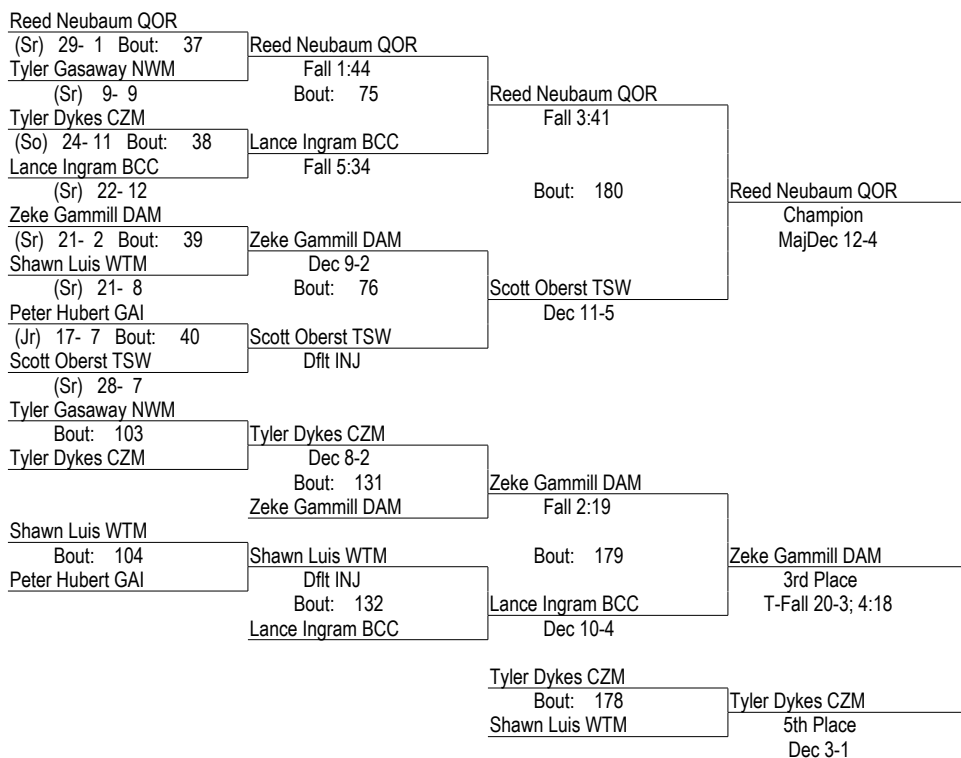 Reed Neubaum QOR
(Sr) 29- 1 Bout: 37 Reed Neubaum QOR
Tyler Gasaway NWM Fall 1:44
(Sr) 9- 9 Bout: 75 Reed Neubaum QOR
Tyler Dykes CZM Fall 3:41
(So) 24- 11 Bout: 38 Lance Ingram BCC
Lance Ingram BCC Fall 5:34
(Sr) 22- 12 Bout: 180 Reed Neubaum QOR
Zeke Gammill DAM Champion
(Sr) 21- 2 Bout: 39 Zeke Gammill DAM MajDec 12-4
Shawn Luis WTM Dec 9-2
(Sr) 21- 8 Bout: 76 Scott Oberst TSW
Peter Hubert GAI Dec 11-5
(Jr) 17- 7 Bout: 40 Scott Oberst TSW
Scott Oberst TSW Dflt INJ
(Sr) 28- 7
Tyler Gasaway NWM
Bout: 103 Tyler Dykes CZM
Tyler Dykes CZM Dec 8-2
Bout: 131 Zeke Gammill DAM
Zeke Gammill DAM Fall 2:19
Shawn Luis WTM
Bout: 104 Shawn Luis WTM Bout: 179 Zeke Gammill DAM
Peter Hubert GAI Dflt INJ 3rd Place
Bout: 132 Lance Ingram BCC T-Fall 20-3; 4:18
Lance Ingram BCC Dec 10-4
Tyler Dykes CZM
Bout: 178 Tyler Dykes CZM
Shawn Luis WTM 5th Place
Dec 3-1